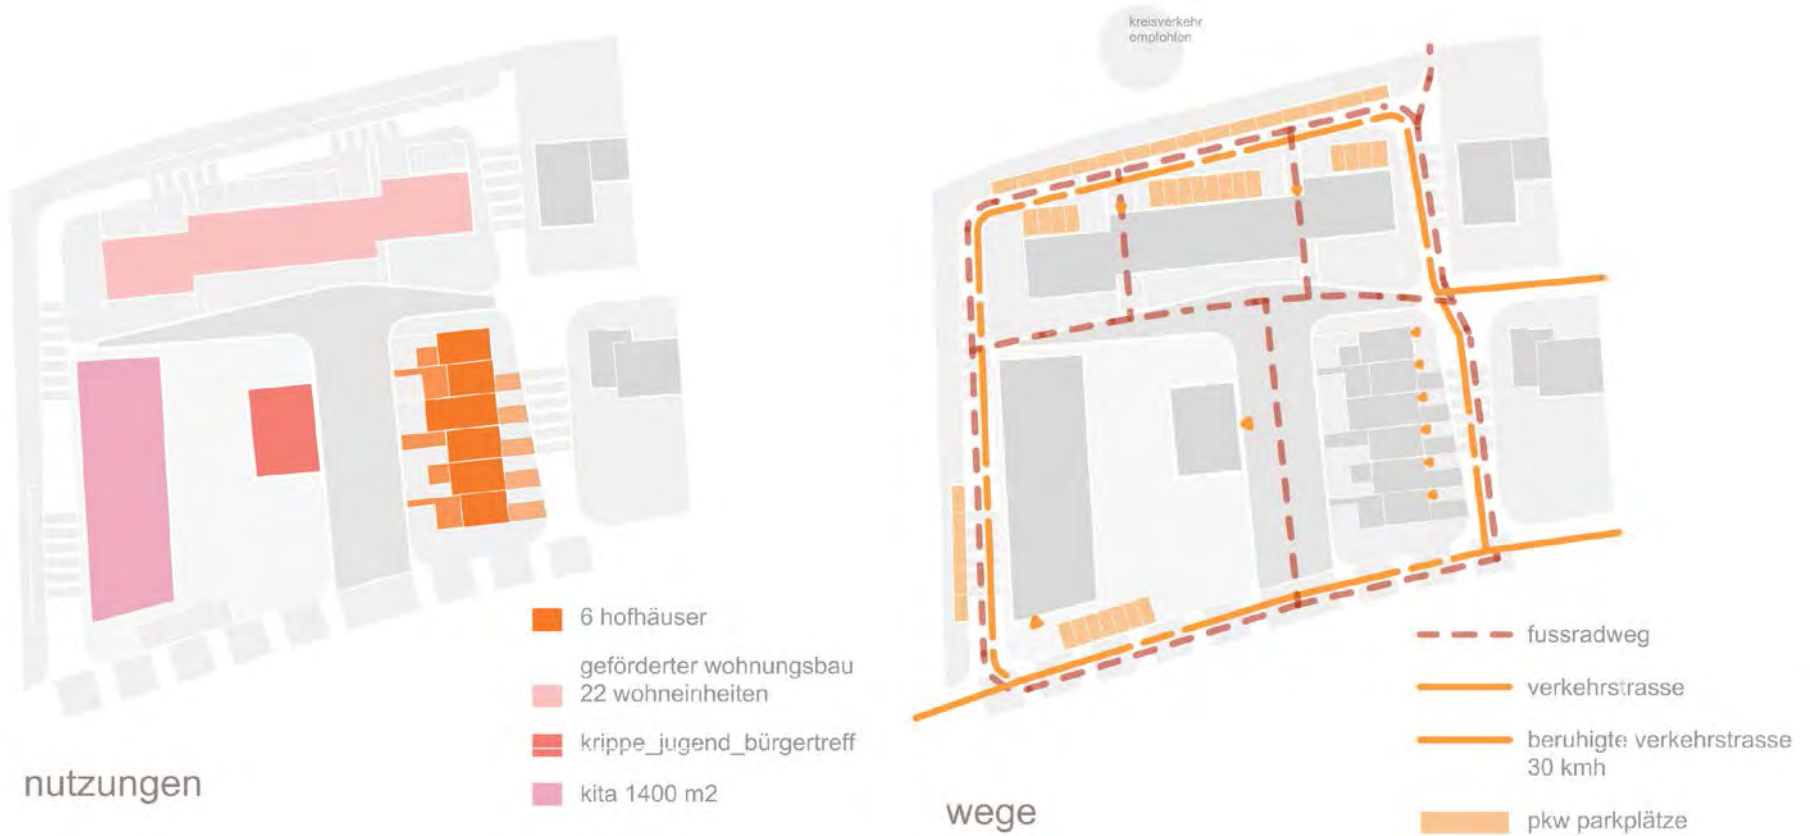 kreisverkehr
empfohlen
6 hofhäuser
geförderter wohnungsbau
22 wohneinheiten
krippe_jugend_bürgertreff
kita 1400 m2
nutzungen
fussradweg
verkehrstrasse
beruhigte verkehrstrasse
30 kmh
pkw parkplätze
wege